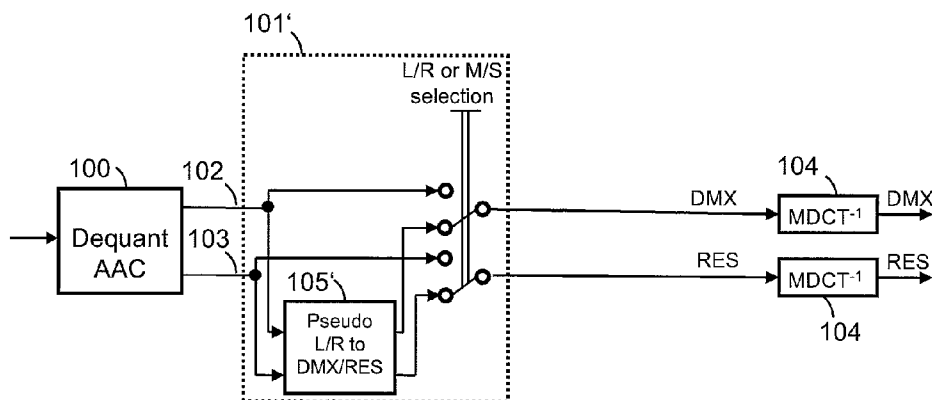 101‘
L/R or M/S
selection
100
102
104
DMX
DMX
Dequant
AAC
MDCT-1
103
105‘
RES
RES
Pseudo
L/R to
DMX/RES
MDCT-1
104